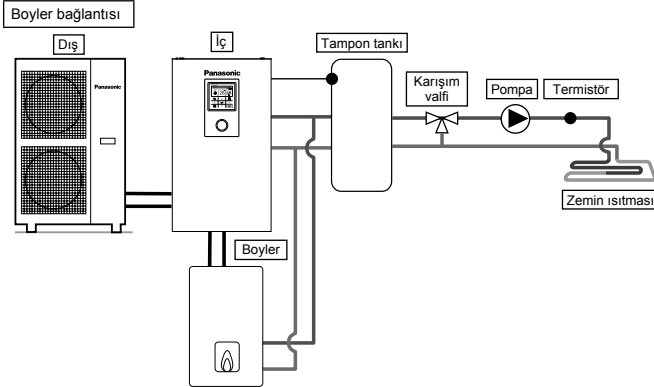 Boyler bağlantısı
Dış
İç
Tampon tankı
Karışım
valfi
Pompa
Termistör
Panasonic
Panasonic
Zemin ısıtması
Boyler